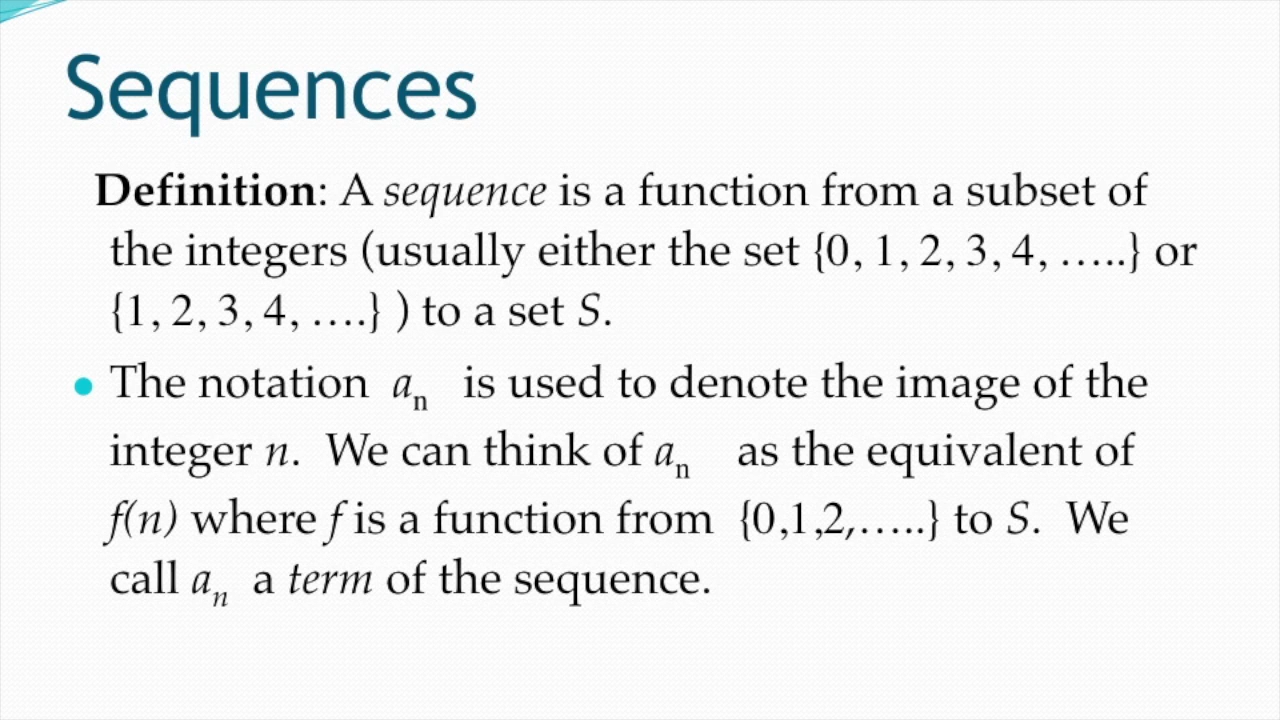 Sequences
Definition: A sequence is a function from a subset of
the integers (usually either the set {0, 1, 2, 3, 4, …..} or
{1, 2, 3, 4, ….} ) to a set S.
• The notation aₙ is used to denote the image of the
integer n. We can think of aₙ as the equivalent of
f(n) where f is a function from {0,1,2,…..} to S. We
call aₙ a term of the sequence.